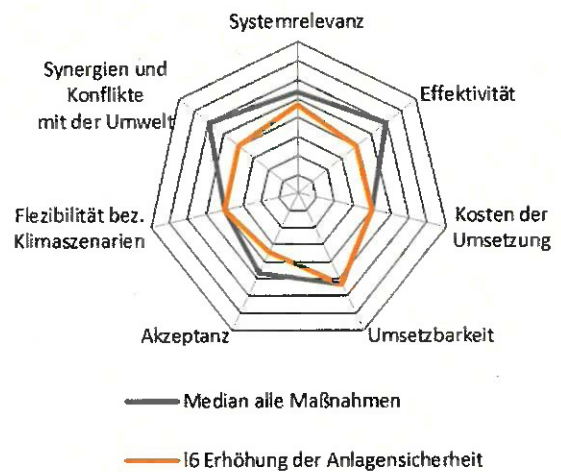 Systemrelevanz
Synergien und
Konflikte
mit der Umwelt
Effektivität
Flezibilität bez.
Klimaszenarien
Kosten der
Umsetzung
Akzeptanz
Umsetzbarkeit
Median alle Maßnahmen
I6 Erhöhung der Anlagensicherheit